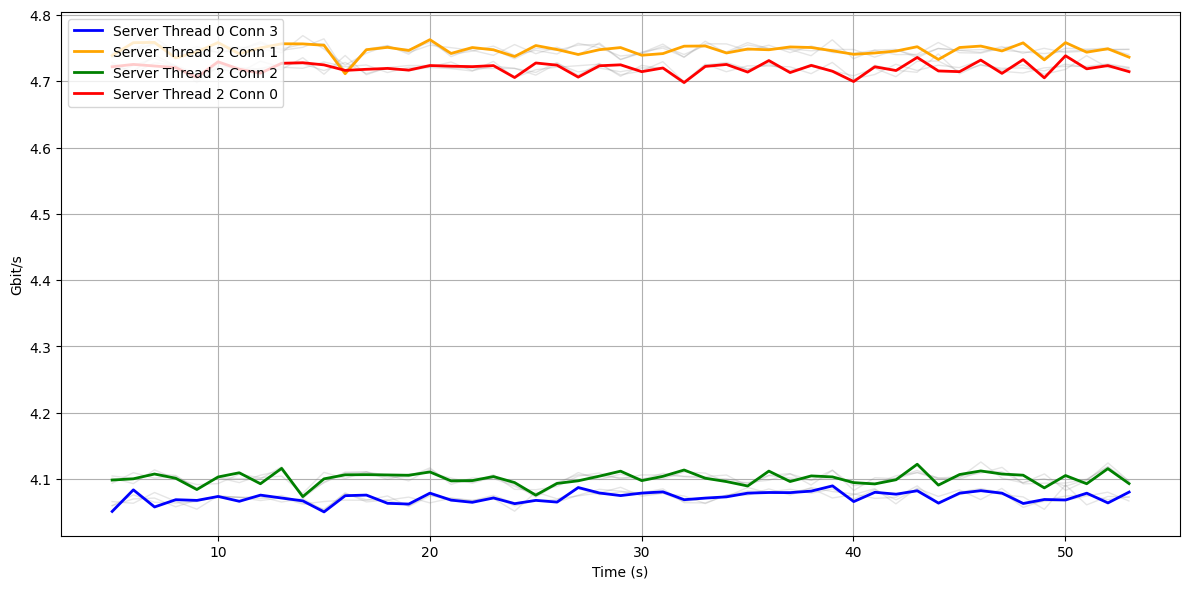 Server Thread 0 Conn 3
Server Thread 2 Conn 1
Server Thread 2 Conn 2
Server Thread 2 Conn 0
4.8
4.7
4.6
4.5
4.4
4.3
4.2
4.1
Gbit/s
10 20 30 40 50
Time (s)